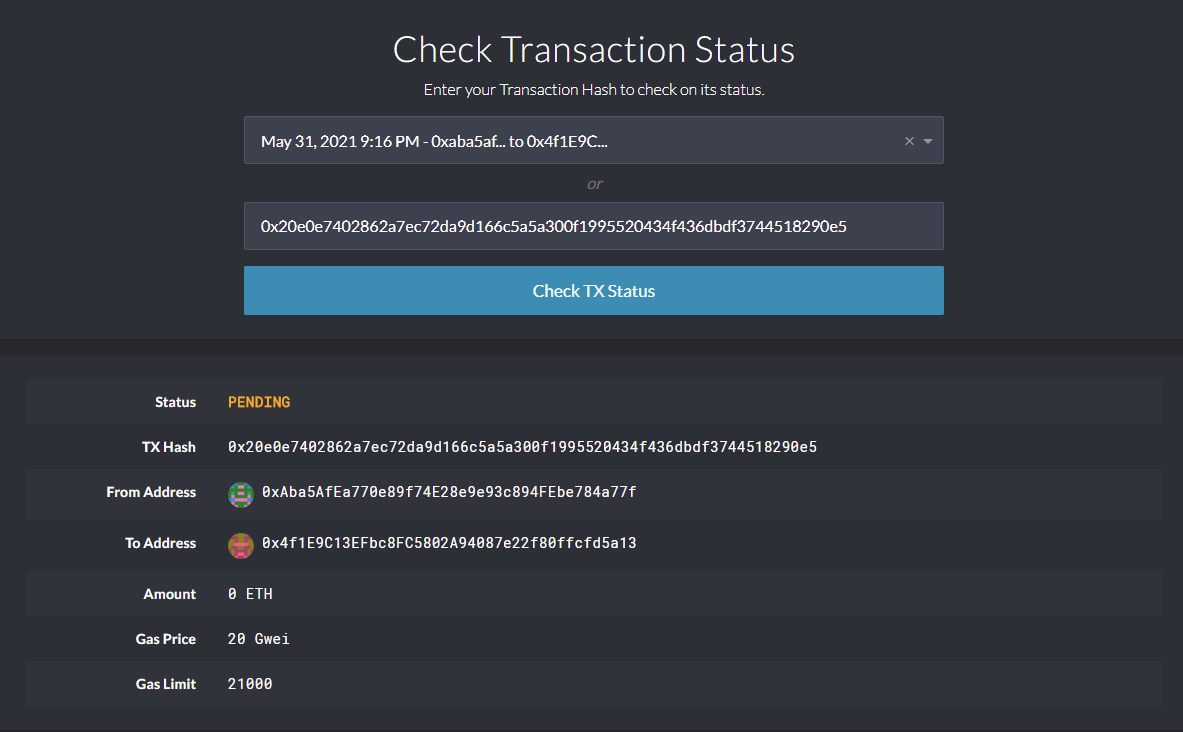 Check Transaction Status
Enter your Transaction Hash to check on its status.
May 31, 2021 9:16 PM - 0xaba5af... to 0x4f1E9C...
or
0x20e0e7402862a7ec72da9d166c5a5a300f1995520434f436dbdf3744518290e5
Check TX Status
Status PENDING
TX Hash 0x20e0e7402862a7ec72da9d166c5a5a300f1995520434f436dbdf3744518290e5
From Address 0xAba5AfEa770e89f74E28e9e93c894FEbe784a77f
To Address 0x4f1E9C13EFbc8FC5802A94087e22f80ffcfd5a13
Amount 0 ETH
Gas Price 20 Gwei
Gas Limit 21000